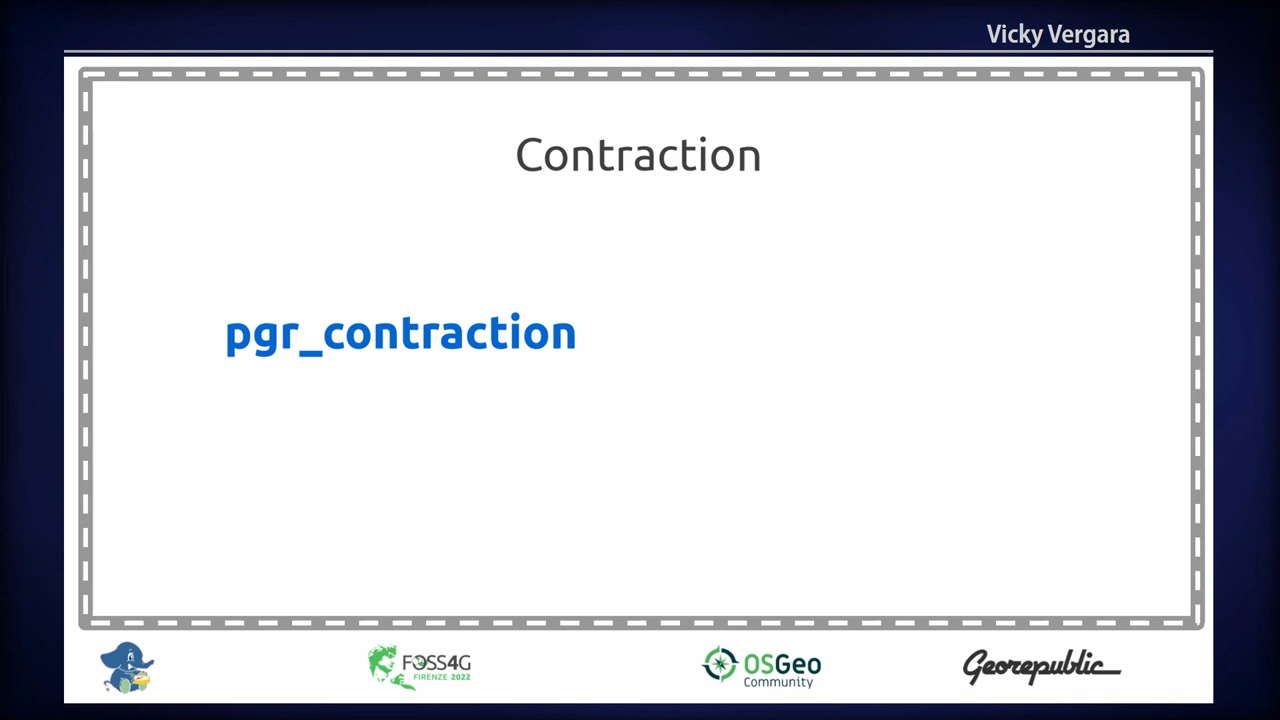 Vicky Vergara
Contraction
pgr_contraction
FOSS4G
FIRENZE 2022
OSGeo
Community
Georepublic